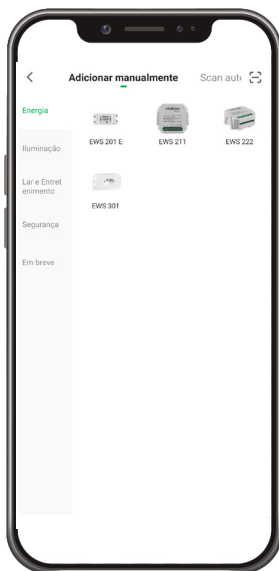 Adicionar manualmente Scan aut
Energia
EWS 201 E EWS 211 EWS 222
Iluminação
Lar e Entret
enimento
EWS 301
Segurança
Em breve